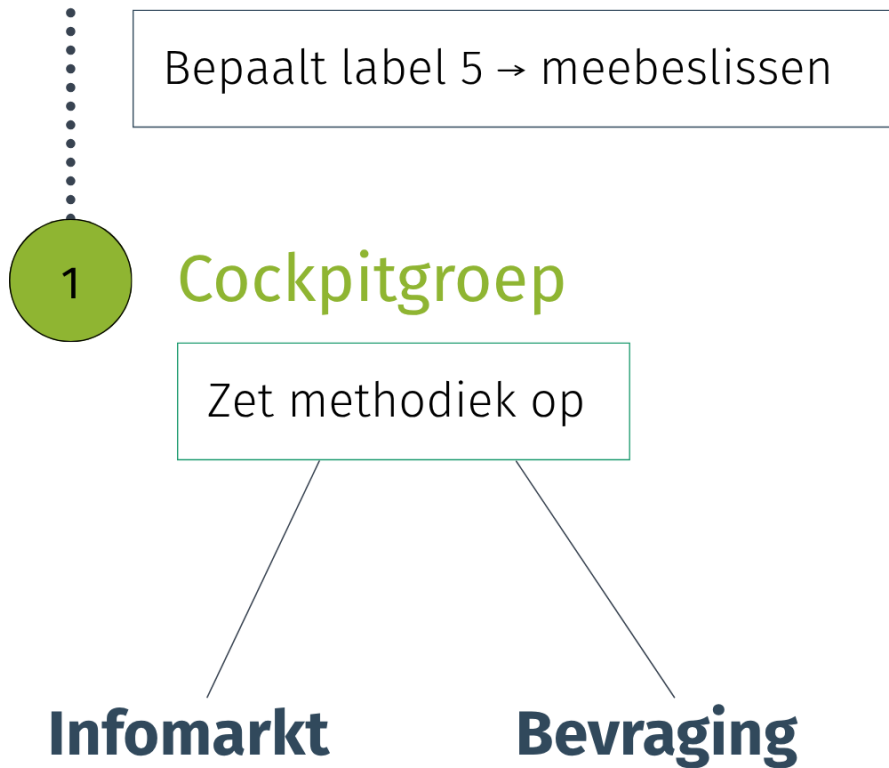 Bepaalt label 5 → meebeslissen
1
Cockpitgroep
Zet methodiek op
Infomarkt
Bevraging